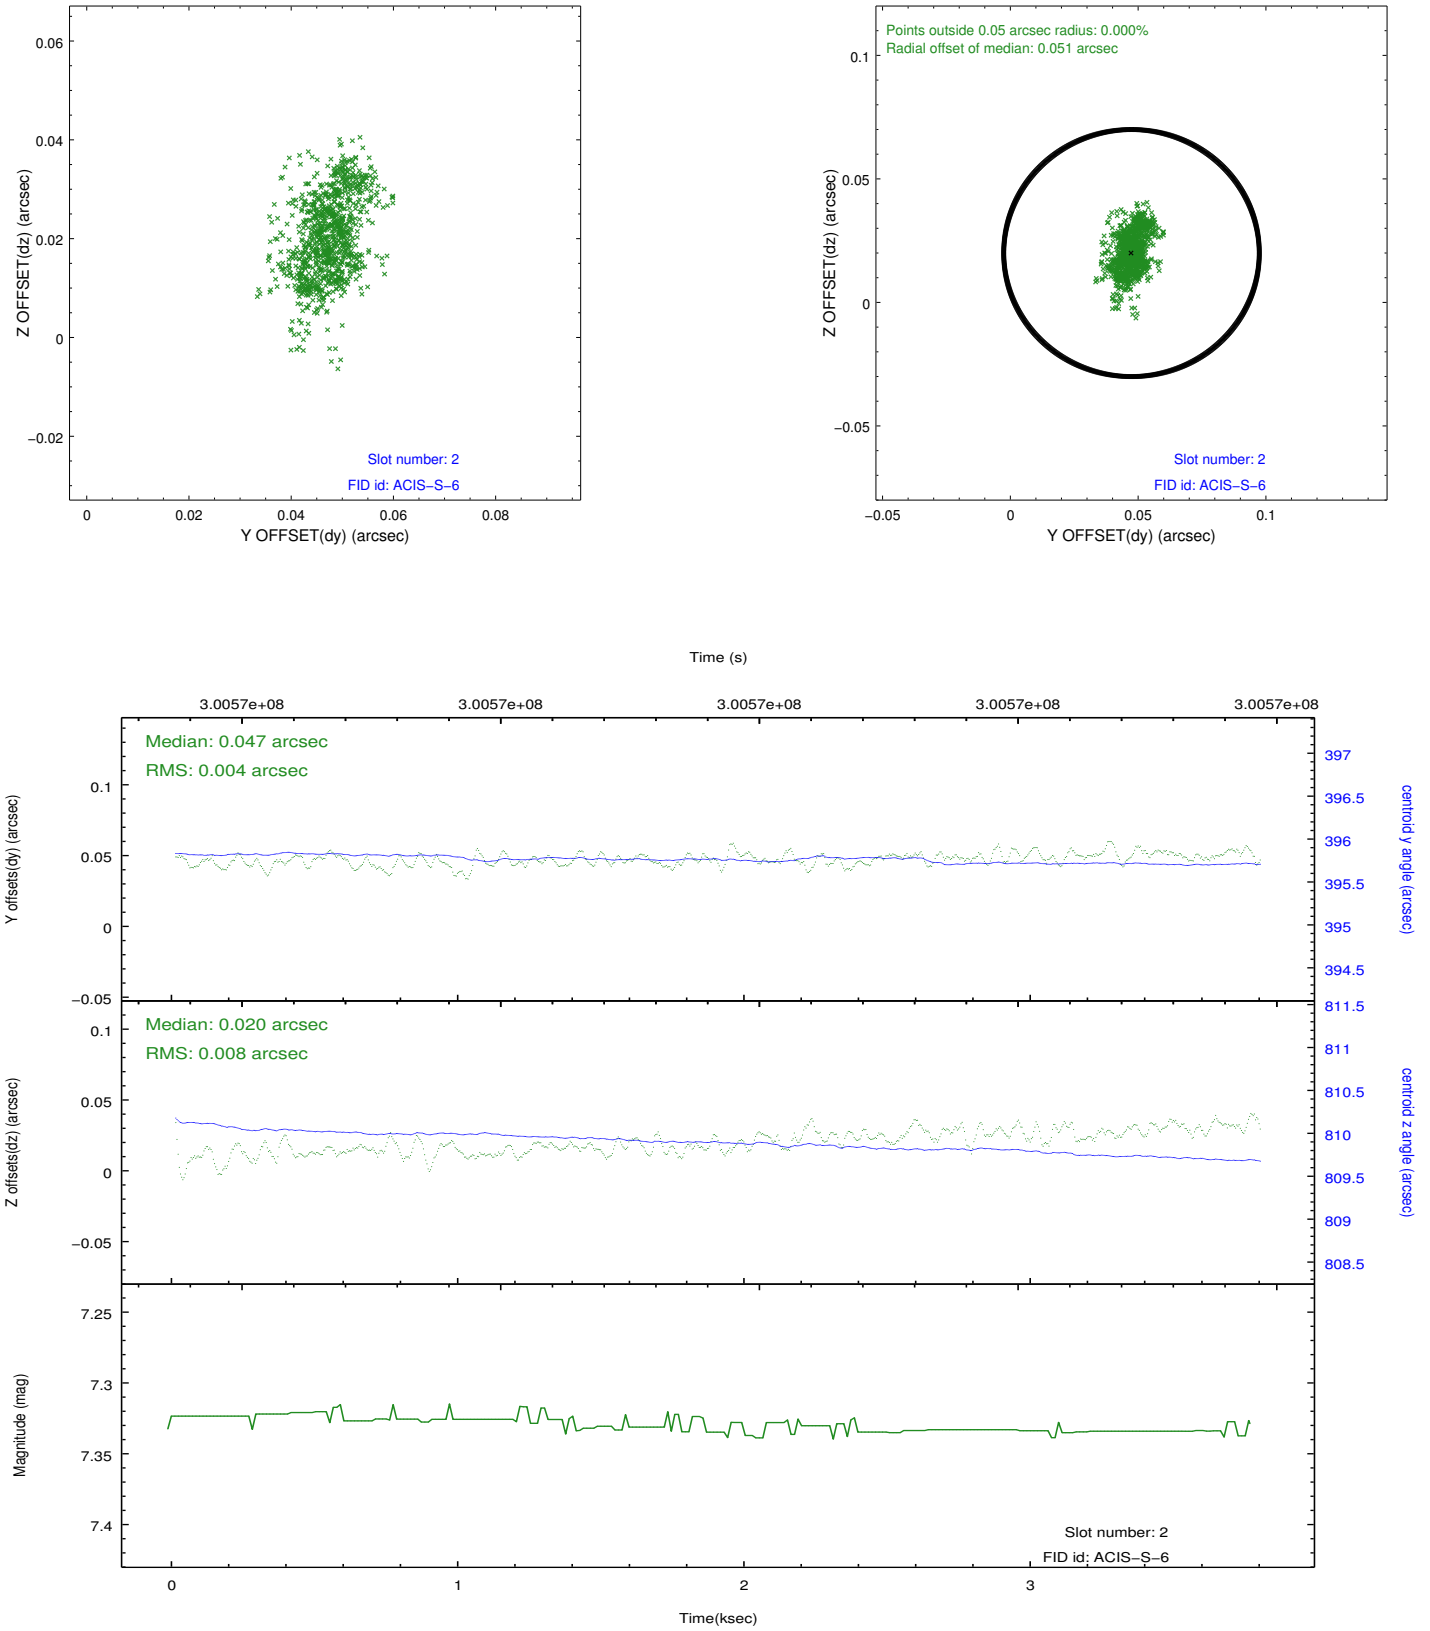 0.06
0.04
0.02
0
−0.02
Z OFFSET(dz) (arcsec)
Slot number: 2
FID id: ACIS−S−6
0 0.02 0.04 0.06 0.08
Y OFFSET(dy) (arcsec)
Points outside 0.05 arcsec radius: 0.000%
Radial offset of median: 0.051 arcsec
0.1
0.05
0
−0.05
Z OFFSET(dz) (arcsec)
Slot number: 2
FID id: ACIS−S−6
−0.05 0 0.05 0.1
Y OFFSET(dy) (arcsec)
Time (s)
3.0057e+08 3.0057e+08 3.0057e+08 3.0057e+08 3.0057e+08
Median: 0.047 arcsec
RMS: 0.004 arcsec
0.1
0.05
0
−0.05
Y offsets(dy) (arcsec)
397
396.5
396
395.5
395
394.5
centroid y angle (arcsec)
Median: 0.020 arcsec
RMS: 0.008 arcsec
0.1
0.05
0
−0.05
Z offsets(dz) (arcsec)
811.5
811
810.5
810
809.5
809
808.5
centroid z angle (arcsec)
7.25
7.3
7.35
7.4
Magnitude (mag)
Slot number: 2
FID id: ACIS−S−6
0 1 2 3
Time(ksec)